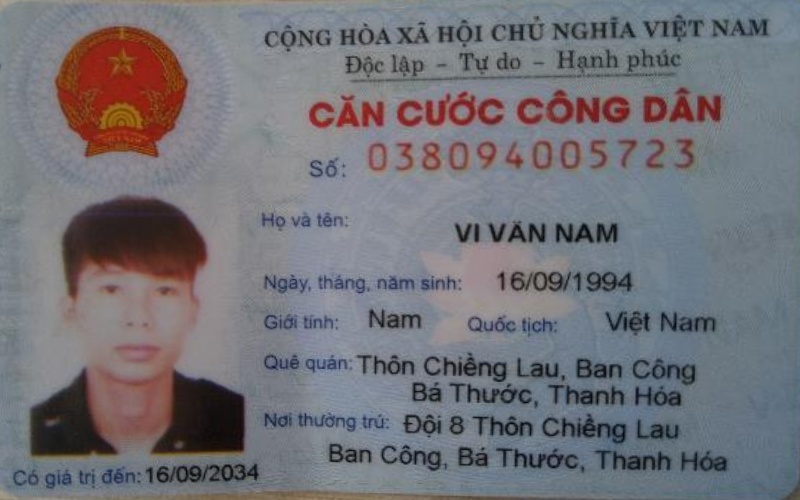 CỘNG HÒA XÃ HỘI CHỦ NGHĨA VIỆT NAM
Độc lập - Tự do - Hạnh phúc
CĂN CƯỚC CÔNG DÂN
Số: 038094005723
Họ và tên: VI VĂN NAM
Ngày, tháng, năm sinh: 16/09/1994
Giới tính: Nam Quốc tịch: Việt Nam
Quê quán: Thôn Chiềng Lau, Ban Công
Bá Thước, Thanh Hóa
Nơi thường trú: Đội 8 Thôn Chiềng Lau
Ban Công, Bá Thước, Thanh Hóa
Có giá trị đến: 16/09/2034